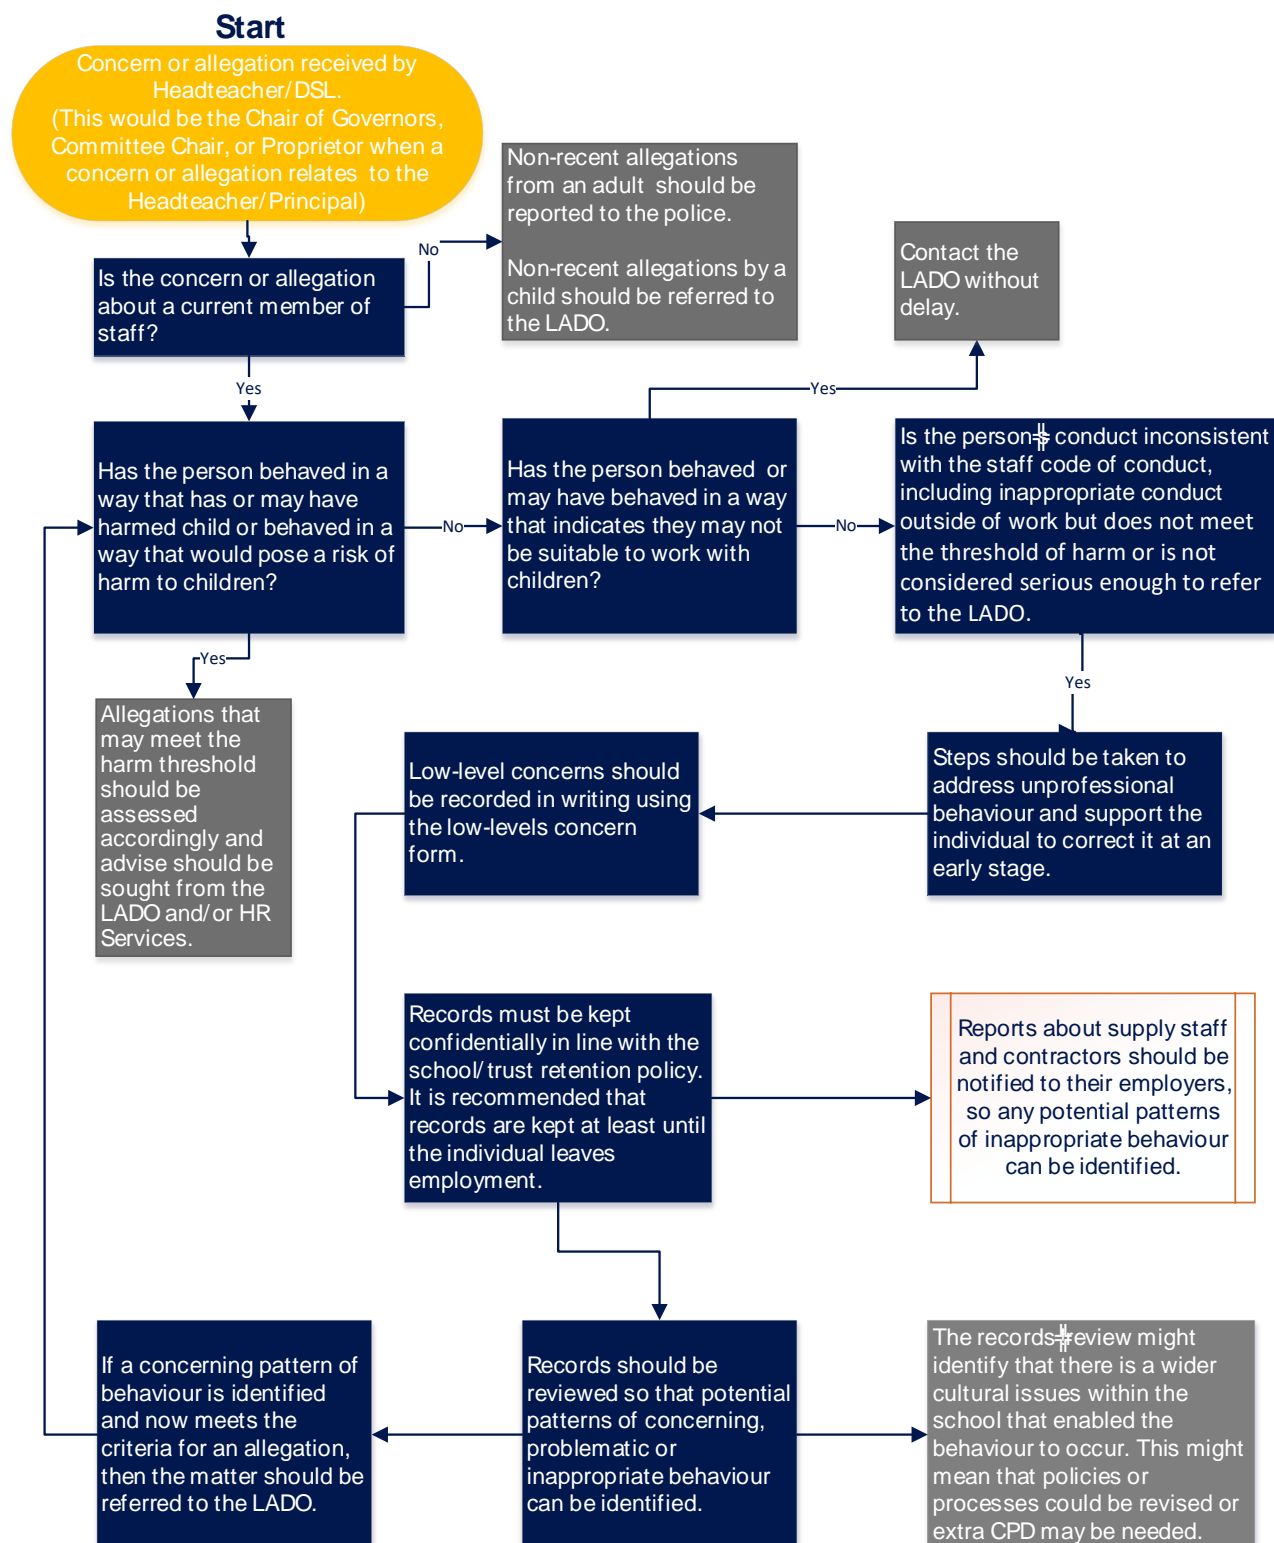 Start
Concern or allegation received by
Headteacher/DSL.
(This would be the Chair of Governors,
Committee Chair, or Proprietor when a
concern or allegation relates to the
Headteacher/Principal)
Is the concern or allegation
about a current member of
staff?
No
Non-recent allegations
from an adult should be
reported to the police.
Non-recent allegations by a
child should be referred to
the LADO.
Contact the
LADO without
delay.
Yes
Yes
Has the person behaved in a
way that has or may have
harmed child or behaved in a
way that would pose a risk of
harm to children?
No
Has the person behaved or
may have behaved in a way
that indicates they may not
be suitable to work with
children?
No
Is the person s conduct inconsistent
with the staff code of conduct,
including inappropriate conduct
outside of work but does not meet
the threshold of harm or is not
considered serious enough to refer
to the LADO.
Yes
Yes
Allegations that
may meet the
harm threshold
should be
assessed
accordingly and
advise should be
sought from the
LADO and/or HR
Services.
Low-level concerns should
be recorded in writing using
the low-levels concern
form.
Steps should be taken to
address unprofessional
behaviour and support the
individual to correct it at an
early stage.
Records must be kept
confidentially in line with the
school/trust retention policy.
It is recommended that
records are kept at least until
the individual leaves
employment.
Reports about supply staff
and contractors should be
notified to their employers,
so any potential patterns
of inappropriate behaviour
can be identified.
If a concerning pattern of
behaviour is identified
and now meets the
criteria for an allegation,
then the matter should be
referred to the LADO.
Records should be
reviewed so that potential
patterns of concerning,
problematic or
inappropriate behaviour
can be identified.
The records review might
identify that there is a wider
cultural issues within the
school that enabled the
behaviour to occur. This might
mean that policies or
processes could be revised or
extra CPD may be needed.